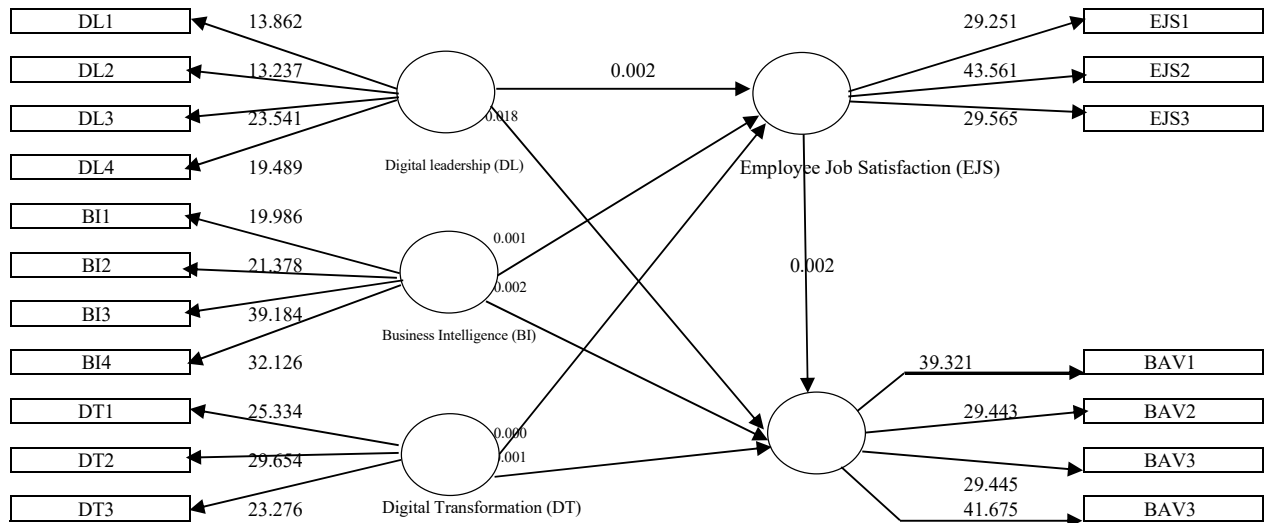 DL1 13.862 29.251 EJS1
DL2 13.237 0.002 43.561 EJS2
DL3 23.541 0.018 29.565 EJS3
DL4 19.489 Digital leadership (DL) Employee Job Satisfaction (EJS)
BI1 19.986
0.001
BI2 21.378 0.002
0.002
BI3 39.184
Business Intelligence (BI)
BI4 32.126 39.321 BAV1
DT1 25.334 29.443 BAV2
0.000
DT2 29.654 0.001 BAV3
29.445
DT3 23.276 Digital Transformation (DT) 41.675 BAV3